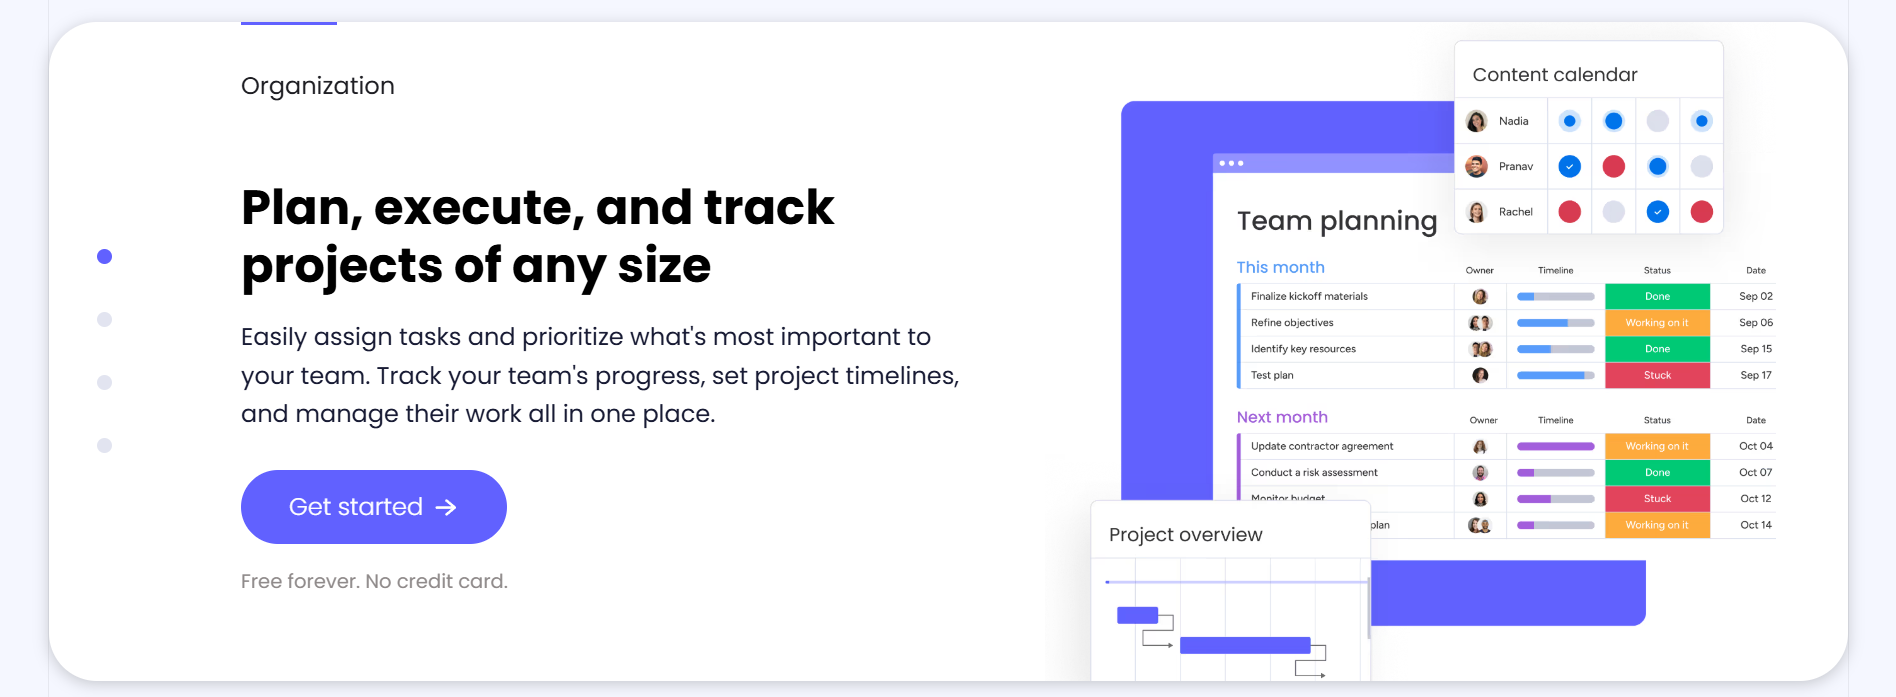 Organization
Plan, execute, and track
projects of any size
Easily assign tasks and prioritize what's most important to
your team. Track your team's progress, set project timelines,
and manage their work all in one place.
Get started →
Free forever. No credit card.
Content calendar
Nadia
Pranav
Rachel
Team planning
This month Owner Timeline Status Date
Finalize kickoff materials Done Sep 02
Refine objectives Working on it Sep 06
Identify key resources Done Sep 15
Test plan Stuck Sep 17
Next month Owner Timeline Status Date
Update contractor agreement Working on it Oct 04
Conduct a risk assessment Done Oct 07
Monitor budget Stuck Oct 12
plan Working on it Oct 14
Project overview